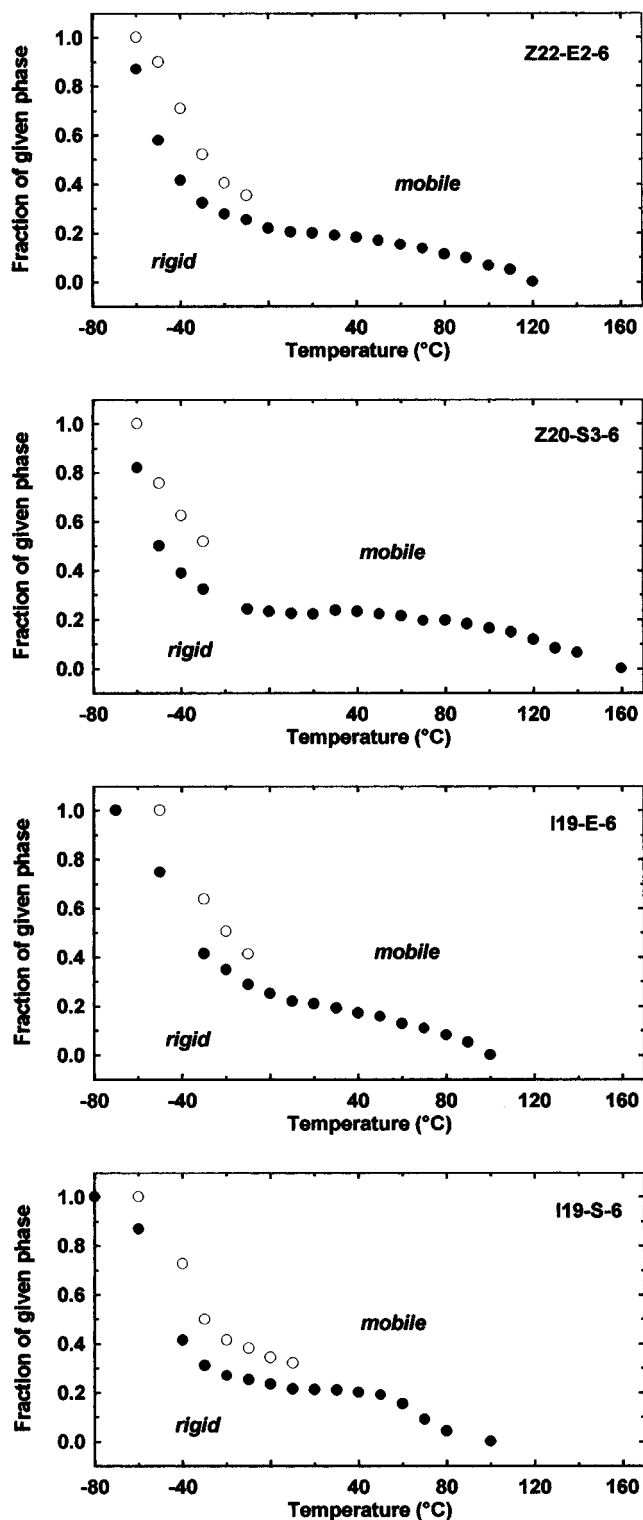 Z22-E2-6
Fraction of given phase
1.0
0.8
0.6
0.4
0.2
0.0
mobile
rigid
-80 -40 0 40 80 120 160
Temperature (°C)
Z20-S3-6
Fraction of given phase
1.0
0.8
0.6
0.4
0.2
0.0
mobile
rigid
-80 -40 0 40 80 120 160
Temperature (°C)
I19-E-6
Fraction of given phase
1.0
0.8
0.6
0.4
0.2
0.0
mobile
rigid
-80 -40 0 40 80 120 160
Temperature (°C)
I19-S-6
Fraction of given phase
1.0
0.8
0.6
0.4
0.2
0.0
mobile
rigid
-80 -40 0 40 80 120 160
Temperature (°C)